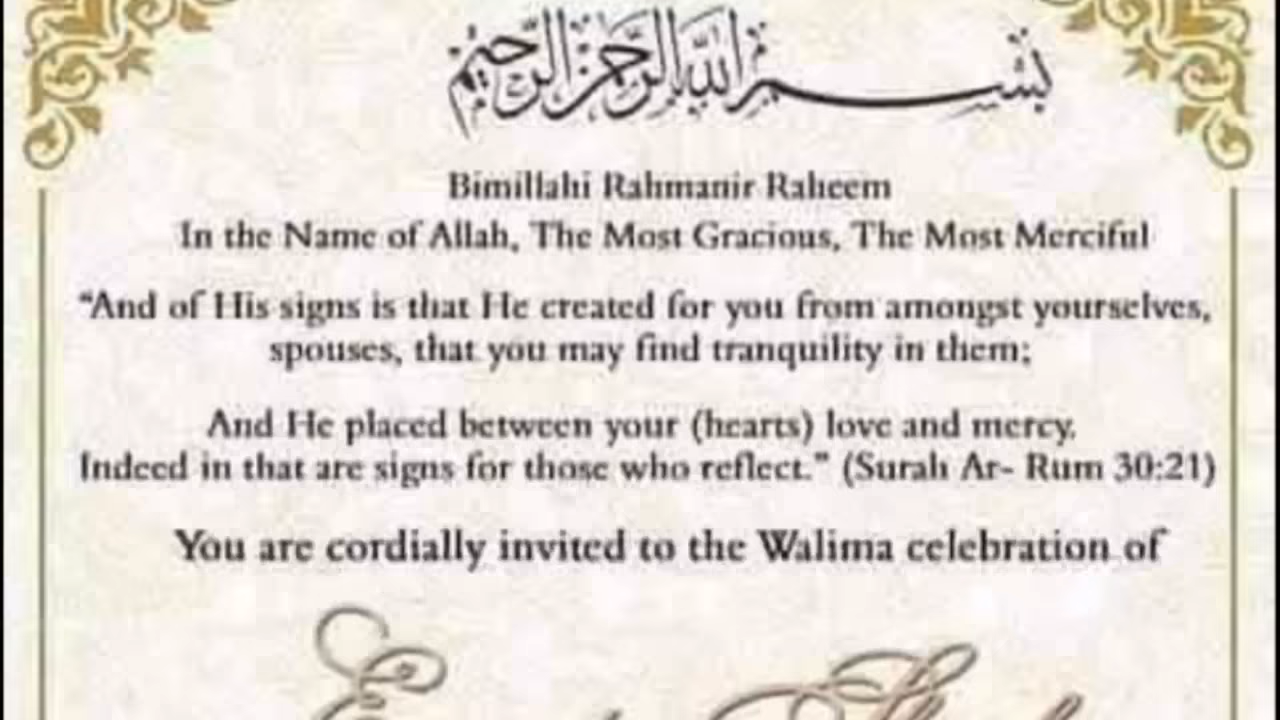 بسم الله الرحمن الرحيم
Bimillahi Rahmanir Raheem
In the Name of Allah, The Most Gracious, The Most Merciful
“And of His signs is that He created for you from amongst yourselves,
spouses, that you may find tranquility in them;
And He placed between your (hearts) love and mercy.
Indeed in that are signs for those who reflect.” (Surah Ar- Rum 30:21)
You are cordially invited to the Walima celebration of